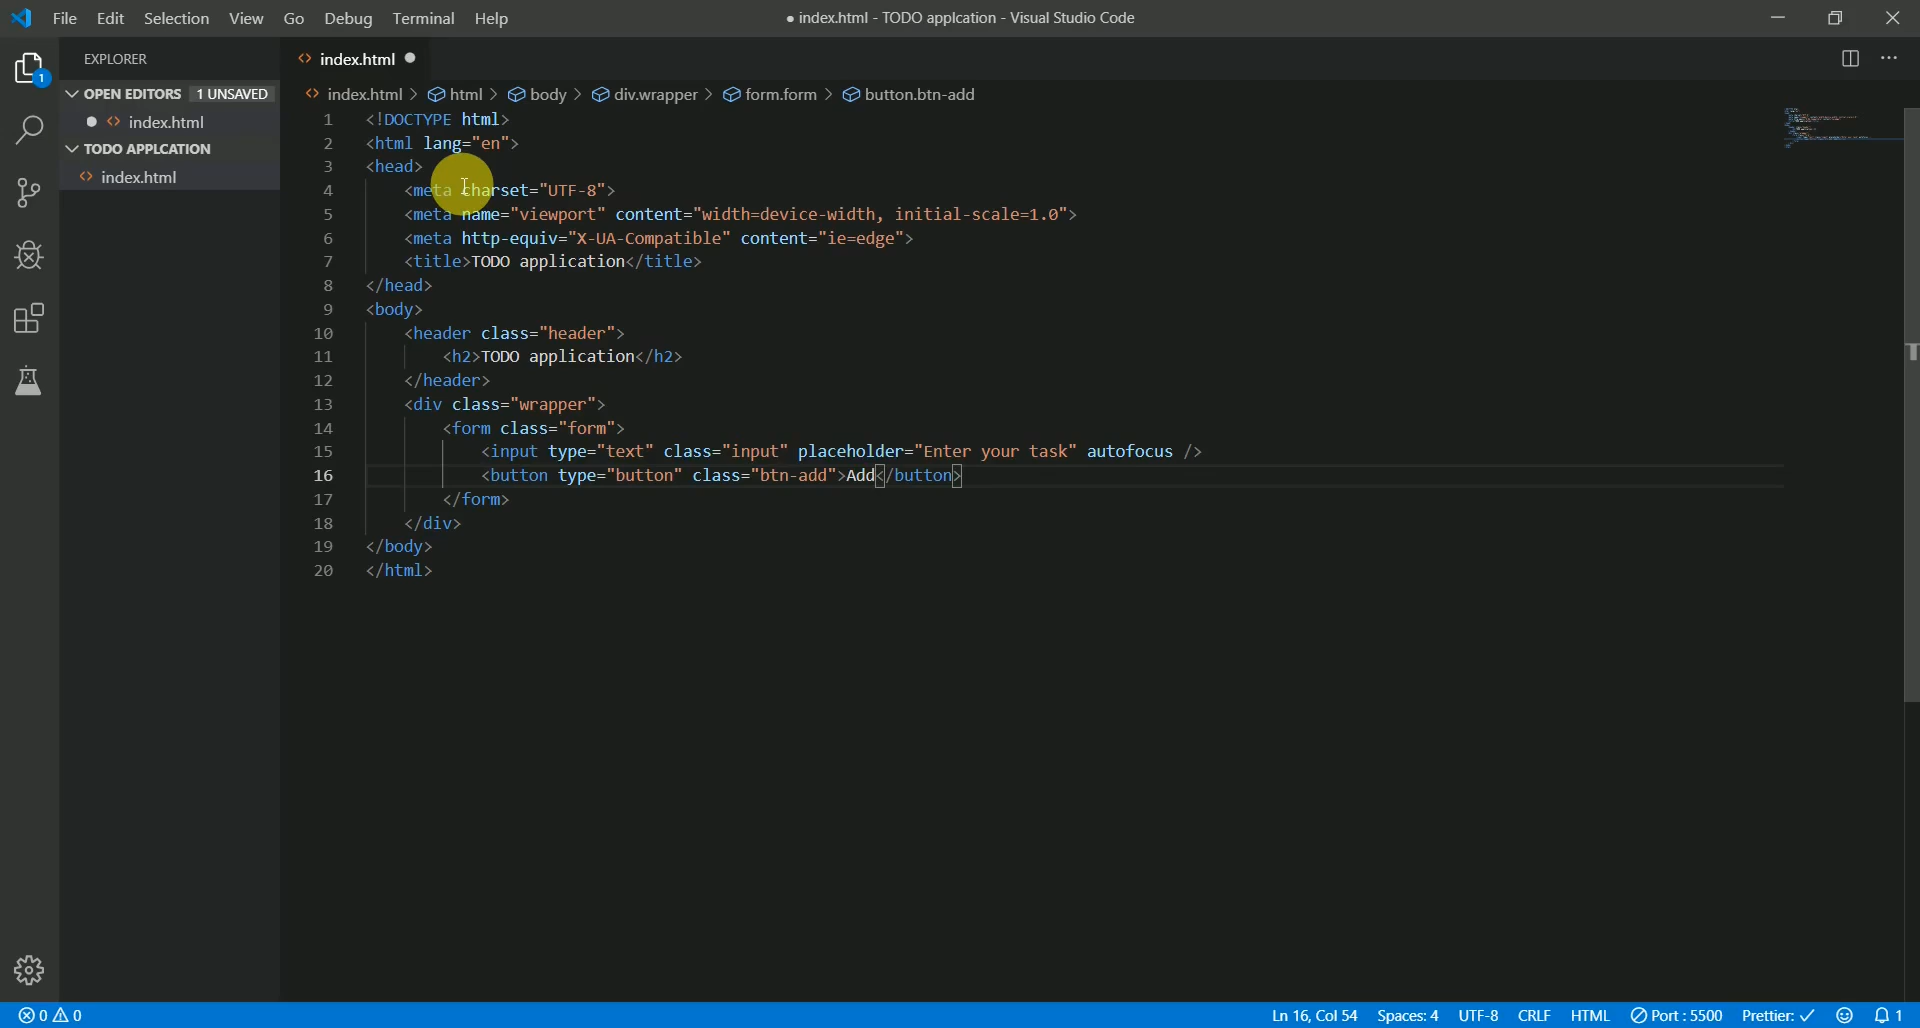 File Edit Selection View Go Debug Terminal Help
● index.html - TODO applcation - Visual Studio Code
EXPLORER
index.html
1
OPEN EDITORS 1 UNSAVED
index.html > html > body > div.wrapper > form.form > button.btn-add
index.html
TODO APPLCATION
index.html
1 <!DOCTYPE html>
2 <html lang="en">
3 <head>
4 <meta charset="UTF-8">
5 <meta name="viewport" content="width=device-width, initial-scale=1.0">
6 <meta http-equiv="X-UA-Compatible" content="ie=edge">
7 <title>TODO application</title>
8 </head>
9 <body>
10 <header class="header">
11 <h2>TODO application</h2>
12 </header>
13 <div class="wrapper">
14 <form class="form">
15 <input type="text" class="input" placeholder="Enter your task" autofocus />
16 <button type="button" class="btn-add">Add</button>
17 </form>
18 </div>
19 </body>
20 </html>
0 0 Ln 16, Col 54 Spaces: 4 UTF-8 CRLF HTML Port : 5500 Prettier: ✓ 1